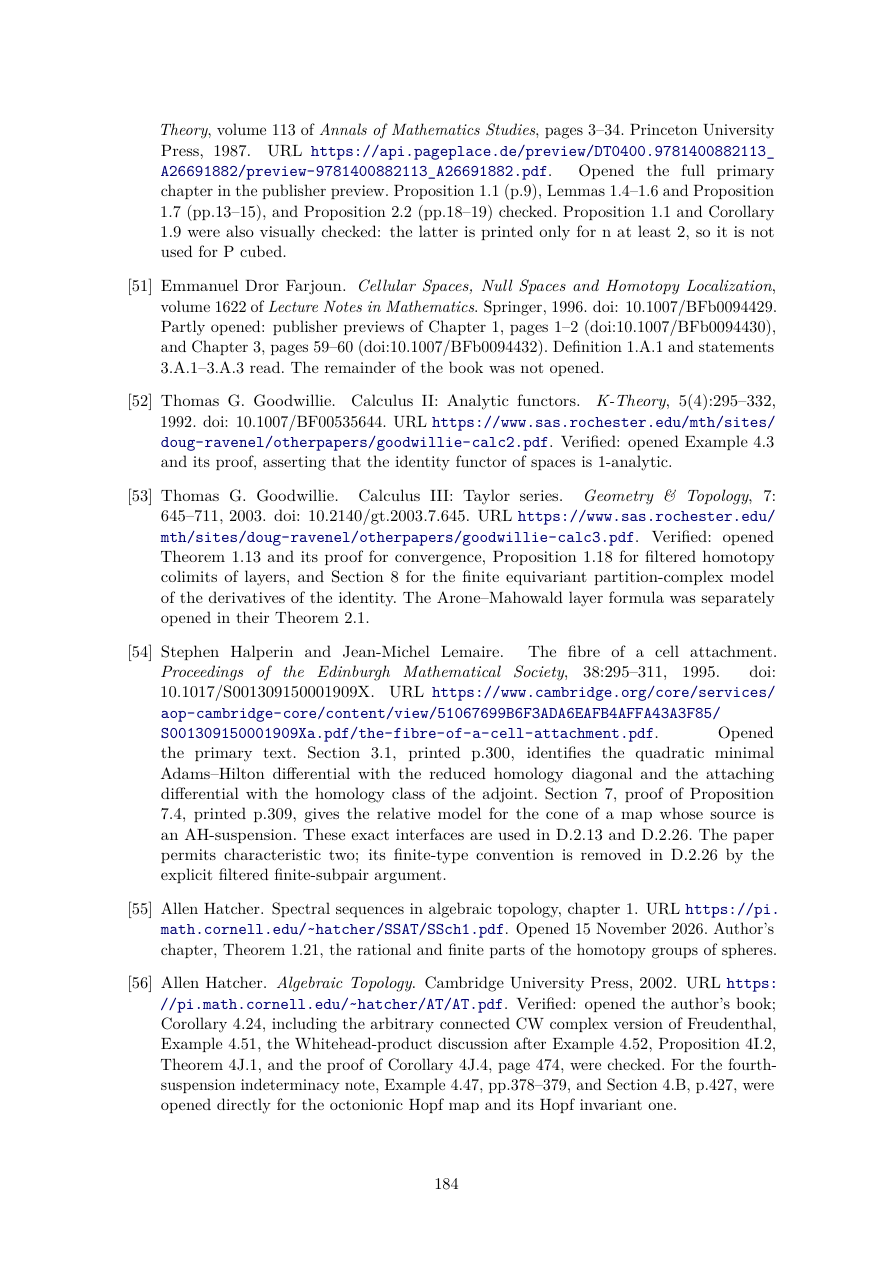 Theory, volume 113 of Annals of Mathematics Studies, pages 3–34. Princeton University
Press, 1987. URL https://api.pageplace.de/preview/DT0400.9781400882113_
A26691882/preview-9781400882113_A26691882.pdf. Opened the full primary
chapter in the publisher preview. Proposition 1.1 (p.9), Lemmas 1.4–1.6 and Proposition
1.7 (pp.13–15), and Proposition 2.2 (pp.18–19) checked. Proposition 1.1 and Corollary
1.9 were also visually checked: the latter is printed only for n at least 2, so it is not
used for P cubed.
[51] Emmanuel Dror Farjoun. Cellular Spaces, Null Spaces and Homotopy Localization,
volume 1622 of Lecture Notes in Mathematics. Springer, 1996. doi: 10.1007/BFb0094429.
Partly opened: publisher previews of Chapter 1, pages 1–2 (doi:10.1007/BFb0094430),
and Chapter 3, pages 59–60 (doi:10.1007/BFb0094432). Definition 1.A.1 and statements
3.A.1–3.A.3 read. The remainder of the book was not opened.
[52] Thomas G. Goodwillie. Calculus II: Analytic functors. K-Theory, 5(4):295–332,
1992. doi: 10.1007/BF00535644. URL https://www.sas.rochester.edu/mth/sites/
doug-ravenel/otherpapers/goodwillie-calc2.pdf. Verified: opened Example 4.3
and its proof, asserting that the identity functor of spaces is 1-analytic.
[53] Thomas G. Goodwillie. Calculus III: Taylor series. Geometry & Topology, 7:
645–711, 2003. doi: 10.2140/gt.2003.7.645. URL https://www.sas.rochester.edu/
mth/sites/doug-ravenel/otherpapers/goodwillie-calc3.pdf. Verified: opened
Theorem 1.13 and its proof for convergence, Proposition 1.18 for filtered homotopy
colimits of layers, and Section 8 for the finite equivariant partition-complex model
of the derivatives of the identity. The Arone–Mahowald layer formula was separately
opened in their Theorem 2.1.
[54] Stephen Halperin and Jean-Michel Lemaire. The fibre of a cell attachment.
Proceedings of the Edinburgh Mathematical Society, 38:295–311, 1995. doi:
10.1017/S001309150001909X. URL https://www.cambridge.org/core/services/
aop-cambridge-core/content/view/51067699B6F3ADA6EAFB4AFFA43A3F85/
S001309150001909Xa.pdf/the-fibre-of-a-cell-attachment.pdf. Opened
the primary text. Section 3.1, printed p.300, identifies the quadratic minimal
Adams–Hilton differential with the reduced homology diagonal and the attaching
differential with the homology class of the adjoint. Section 7, proof of Proposition
7.4, printed p.309, gives the relative model for the cone of a map whose source is
an AH-suspension. These exact interfaces are used in D.2.13 and D.2.26. The paper
permits characteristic two; its finite-type convention is removed in D.2.26 by the
explicit filtered finite-subpair argument.
[55] Allen Hatcher. Spectral sequences in algebraic topology, chapter 1. URL https://pi.
math.cornell.edu/~hatcher/SSAT/SSch1.pdf. Opened 15 November 2026. Author's
chapter, Theorem 1.21, the rational and finite parts of the homotopy groups of spheres.
[56] Allen Hatcher. Algebraic Topology. Cambridge University Press, 2002. URL https:
//pi.math.cornell.edu/~hatcher/AT/AT.pdf. Verified: opened the author's book;
Corollary 4.24, including the arbitrary connected CW complex version of Freudenthal,
Example 4.51, the Whitehead-product discussion after Example 4.52, Proposition 4I.2,
Theorem 4J.1, and the proof of Corollary 4J.4, page 474, were checked. For the fourth-
suspension indeterminacy note, Example 4.47, pp.378–379, and Section 4.B, p.427, were
opened directly for the octonionic Hopf map and its Hopf invariant one.
184